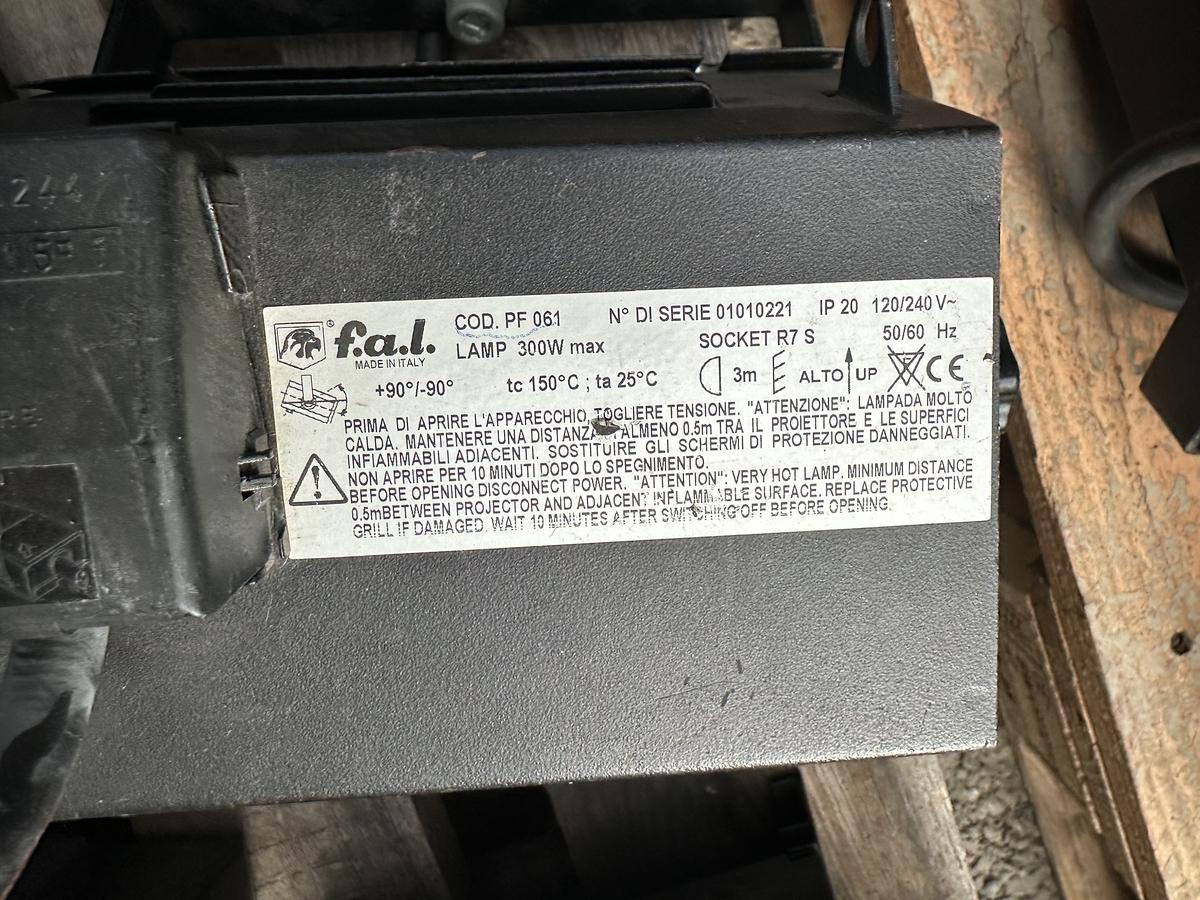 244
f.a.l.®
MADE IN ITALY
COD. PF 061 N° DI SERIE 01010221 IP 20 120/240 V~
LAMP 300W max SOCKET R7 S 50/60 Hz
+90°/-90° tc 150°C ; ta 25°C 3m ALTO UP F CE
PRIMA DI APRIRE L'APPARECCHIO TOGLIERE TENSIONE. "ATTENZIONE": LAMPADA MOLTO
CALDA. MANTENERE UNA DISTANZA DI ALMENO 0.5m TRA IL PROIETTORE E LE SUPERFICI
INFIAMMABILI ADIACENTI. SOSTITUIRE GLI SCHERMI DI PROTEZIONE DANNEGGIATI.
NON APRIRE PER 10 MINUTI DOPO LO SPEGNIMENTO.
BEFORE OPENING DISCONNECT POWER. "ATTENTION": VERY HOT LAMP. MINIMUM DISTANCE
0.5mBETWEEN PROJECTOR AND ADJACENT INFLAMMABLE SURFACE. REPLACE PROTECTIVE
GRILL IF DAMAGED. WAIT 10 MINUTES AFTER SWITCHING OFF BEFORE OPENING.